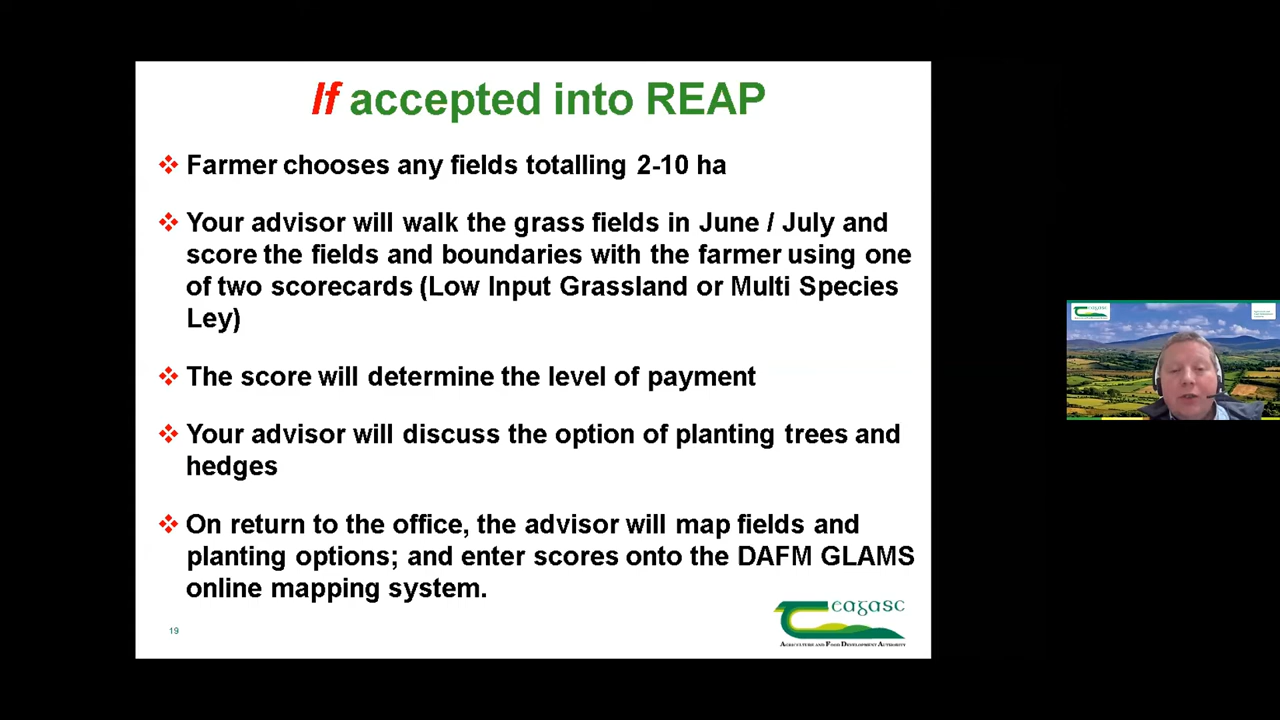 If accepted into REAP
Farmer chooses any fields totalling 2-10 ha
Your advisor will walk the grass fields in June / July and
score the fields and boundaries with the farmer using one
of two scorecards (Low Input Grassland or Multi Species
Ley)
The score will determine the level of payment
Your advisor will discuss the option of planting trees and
hedges
On return to the office, the advisor will map fields and
planting options; and enter scores onto the DAFM GLAMS
online mapping system.
19
teagasc
AGRICULTURE AND FOOD DEVELOPMENT AUTHORITY
teagasc